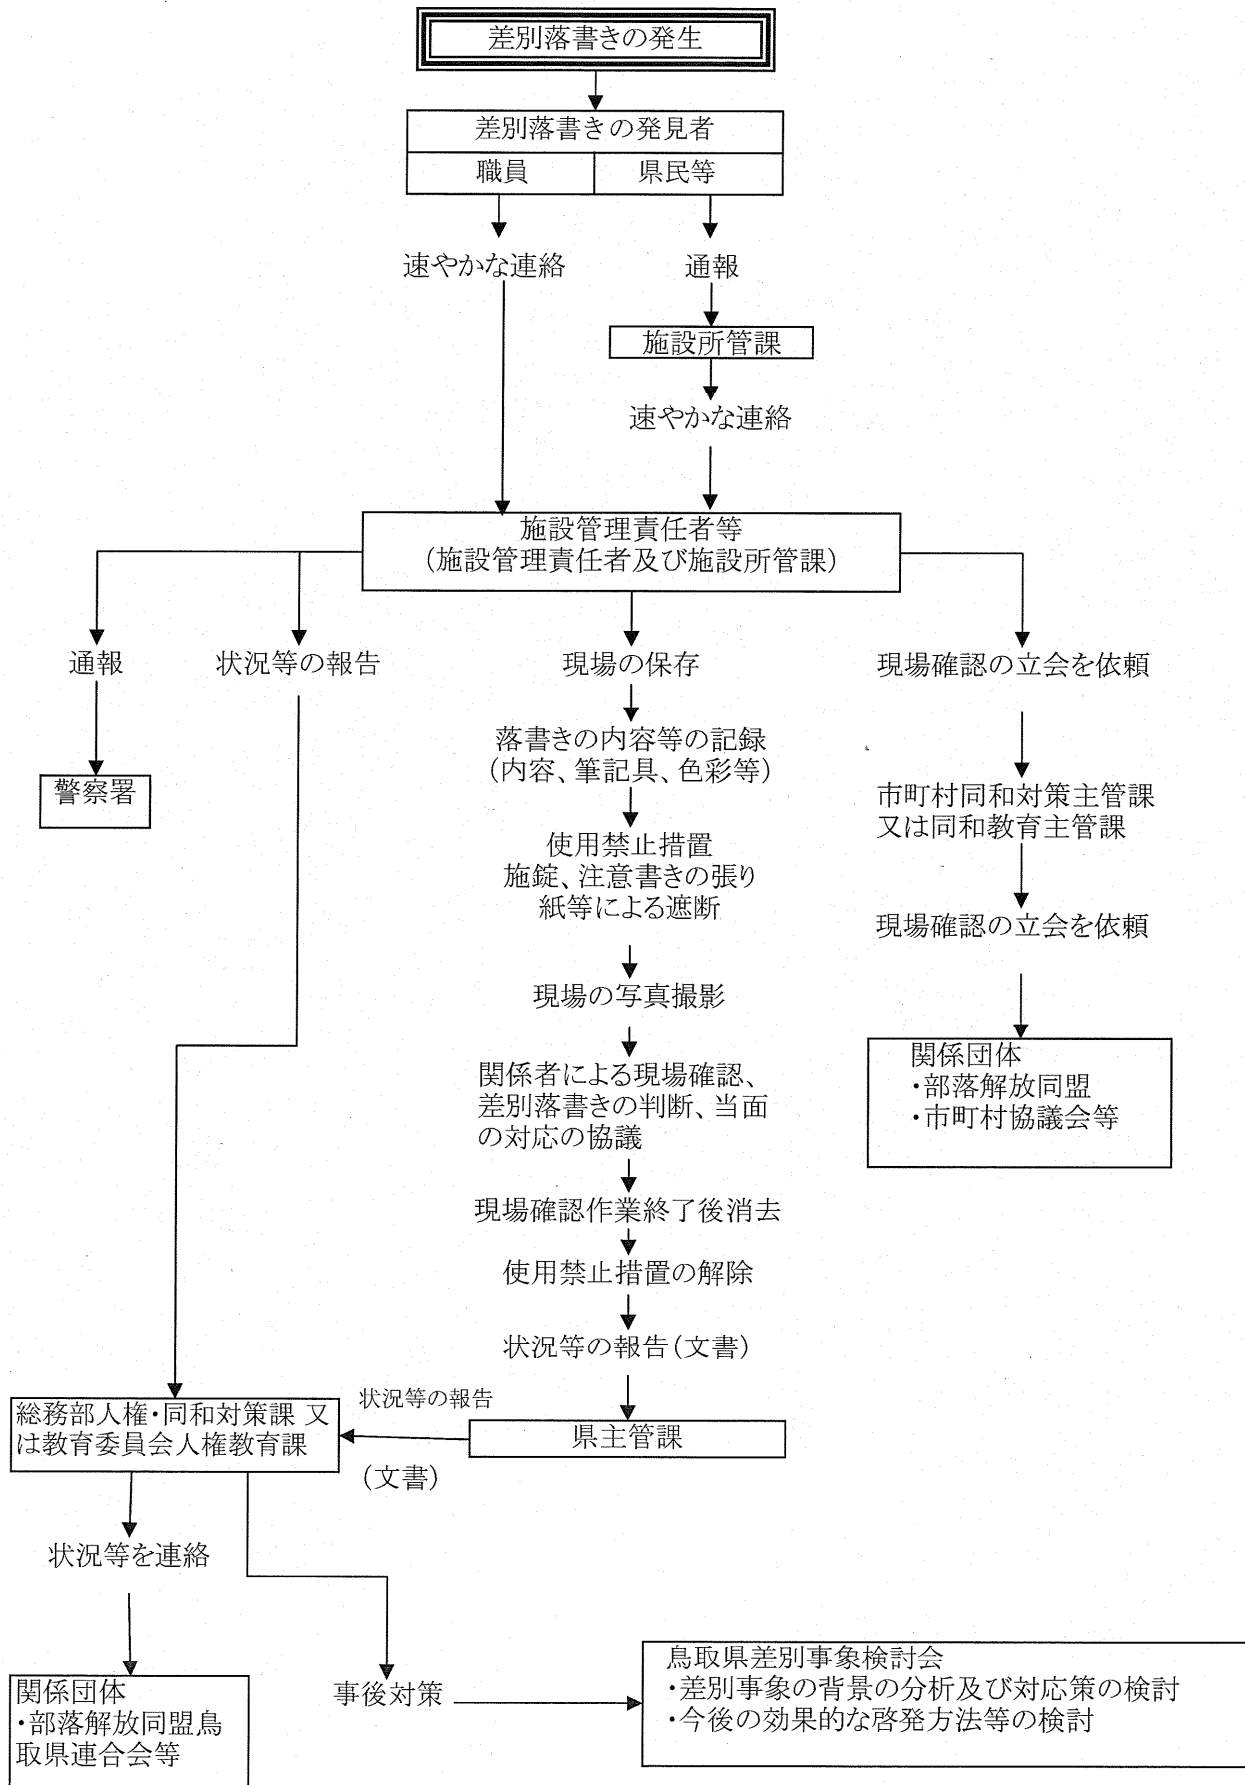 差別落書きの発生
差別落書きの発見者
職員
県民等
速やかな連絡
通報
施設所管課
速やかな連絡
施設管理責任者等
（施設管理責任者及び施設所管課）
通報
警察署
状況等の報告
現場の保存
落書きの内容等の記録
（内容、筆記具、色彩等）
使用禁止措置
施錠、注意書きの張り
紙等による遮断
現場の写真撮影
関係者による現場確認、
差別落書きの判断、当面
の対応の協議
現場確認作業終了後消去
使用禁止措置の解除
状況等の報告（文書）
現場確認の立会を依頼
市町村同和対策主管課
又は同和教育主管課
現場確認の立会を依頼
関係団体
・部落解放同盟
・市町村協議会等
県主管課
状況等の報告
（文書）
総務部人権・同和対策課 又
は教育委員会人権教育課
状況等を連絡
関係団体
・部落解放同盟鳥
取県連合会等
事後対策
鳥取県差別事象検討会
・差別事象の背景の分析及び対応策の検討
・今後の効果的な啓発方法等の検討